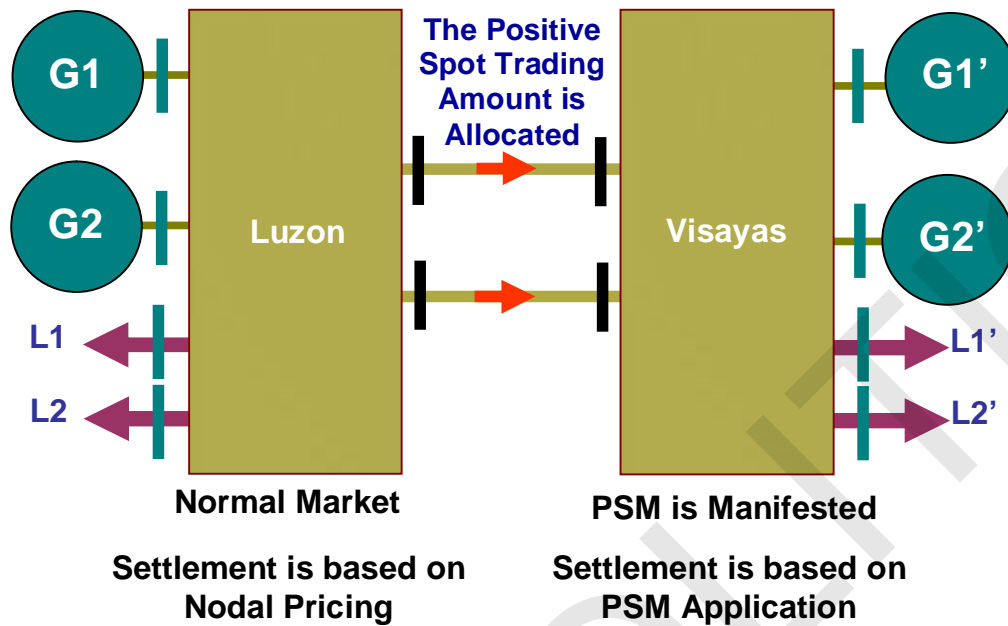 The Positive
Spot Trading
Amount is
Allocated
G1
G1’
G2
G2’
Luzon
Visayas
L1
L1’
L2
L2’
Normal Market
PSM is Manifested
Settlement is based on
Nodal Pricing
Settlement is based on
PSM Application